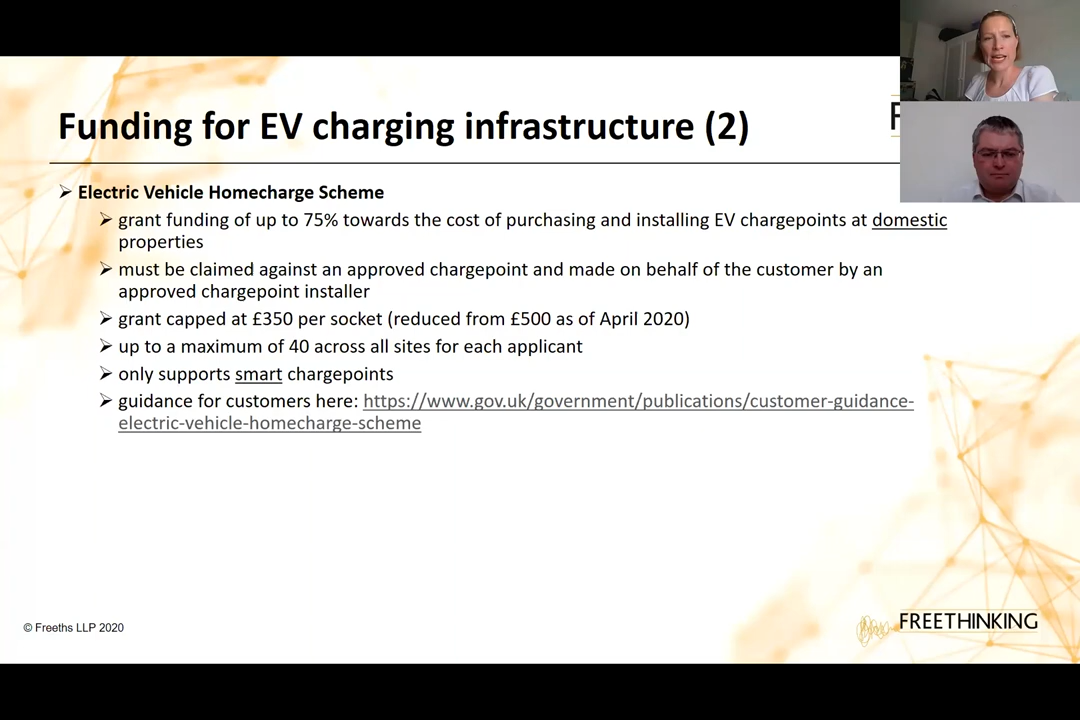 Funding for EV charging infrastructure (2)
F
➢ Electric Vehicle Homecharge Scheme
➢ grant funding of up to 75% towards the cost of purchasing and installing EV chargepoints at domestic
properties
➢ must be claimed against an approved chargepoint and made on behalf of the customer by an
approved chargepoint installer
➢ grant capped at £350 per socket (reduced from £500 as of April 2020)
➢ up to a maximum of 40 across all sites for each applicant
➢ only supports smart chargepoints
➢ guidance for customers here: https://www.gov.uk/government/publications/customer-guidance-
electric-vehicle-homecharge-scheme
© Freeths LLP 2020
FREETHINKING